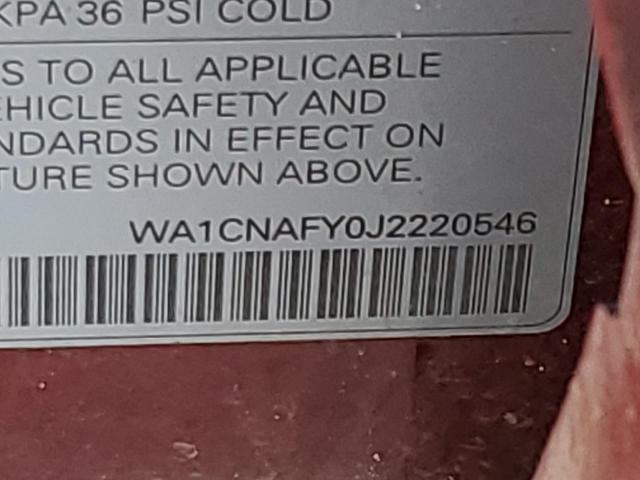 KPA 36 PSI COLD
S TO ALL APPLICABLE
EHICLE SAFETY AND
NDARDS IN EFFECT ON
TURE SHOWN ABOVE.
WA1CNAFY0J2220546